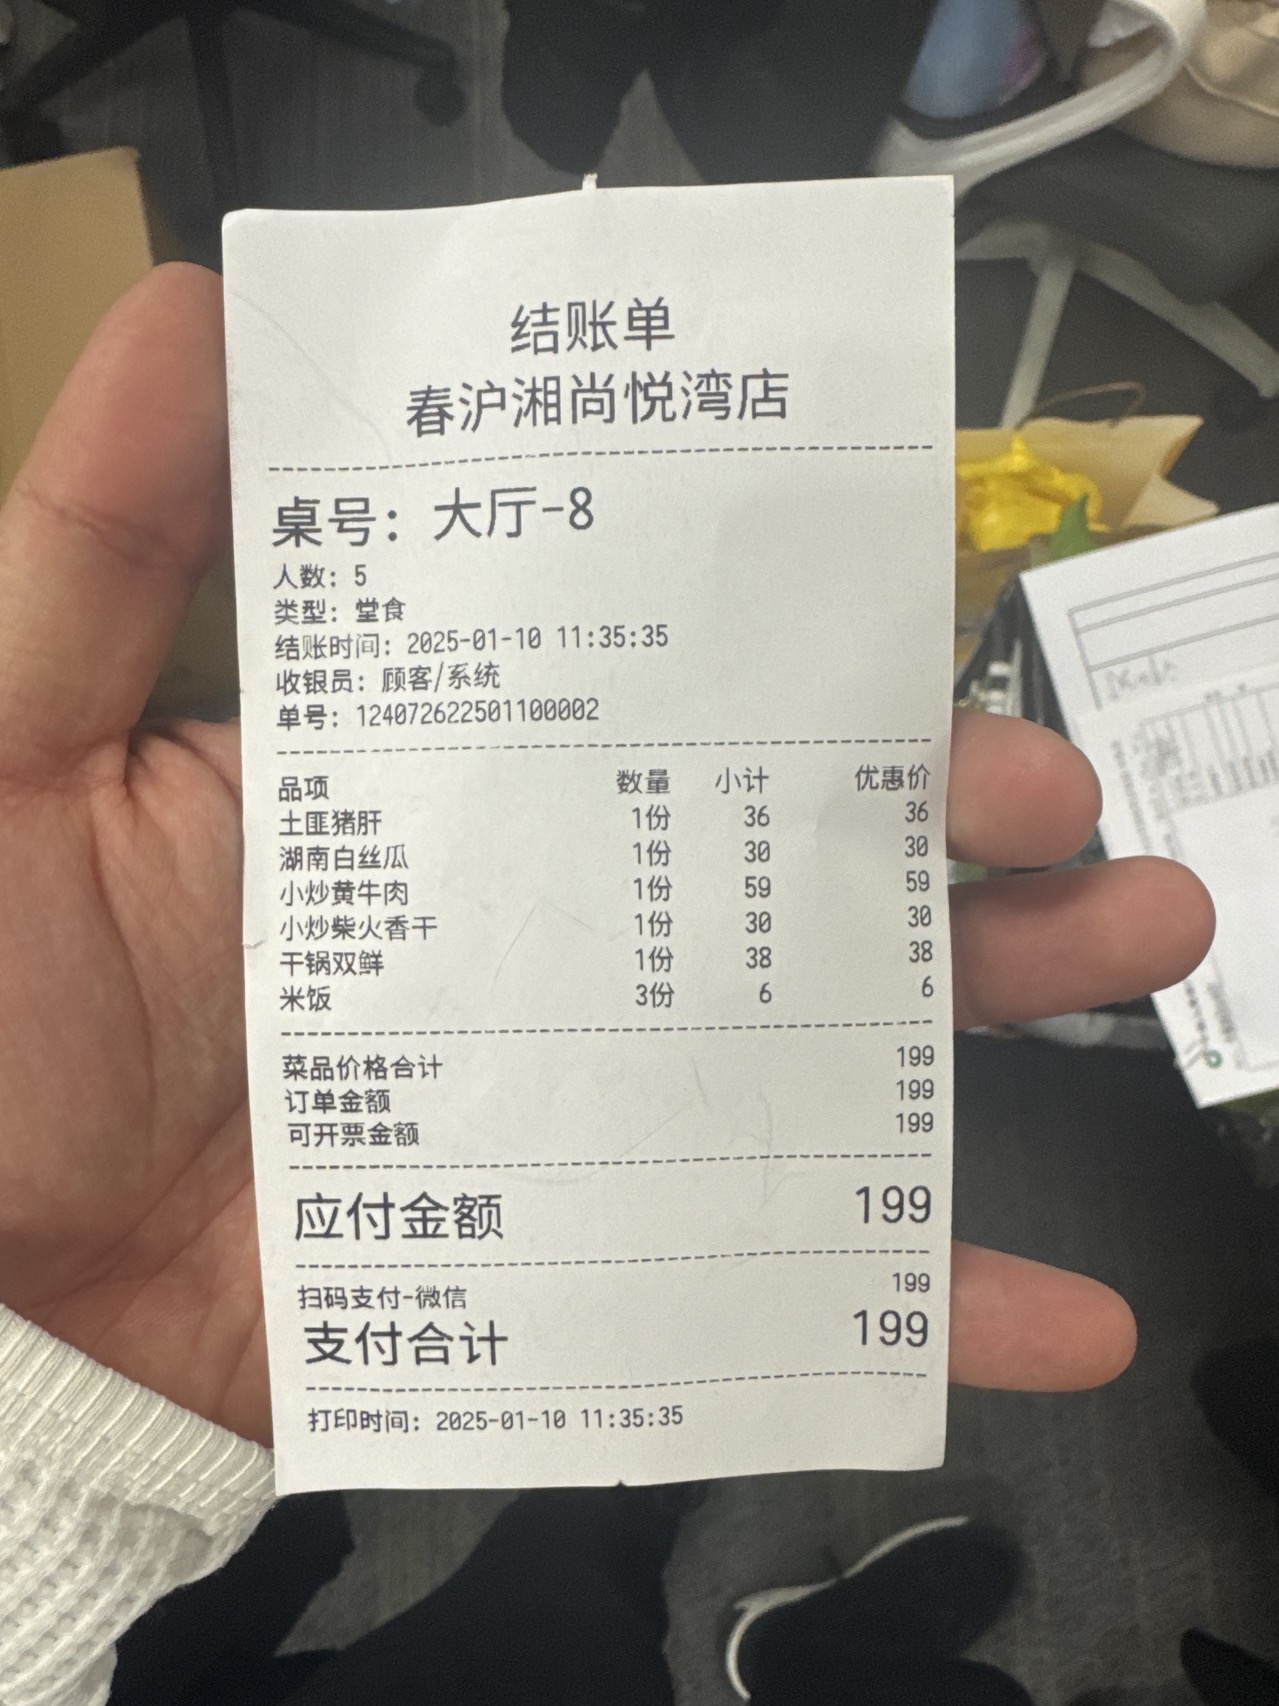 结账单
春沪湘尚悦湾店
桌号：大厅-8
人数：5
类型：堂食
结账时间：2025-01-10 11:35:35
收银员：顾客/系统
单号：124072622501100002
品项 数量 小计 优惠价
土匪猪肝 1份 36 36
湖南白丝瓜 1份 30 30
小炒黄牛肉 1份 59 59
小炒柴火香干 1份 30 30
干锅双鲜 1份 38 38
米饭 3份 6 6
菜品价格合计 199
订单金额 199
可开票金额 199
应付金额 199
扫码支付-微信 199
支付合计 199
打印时间：2025-01-10 11:35:35